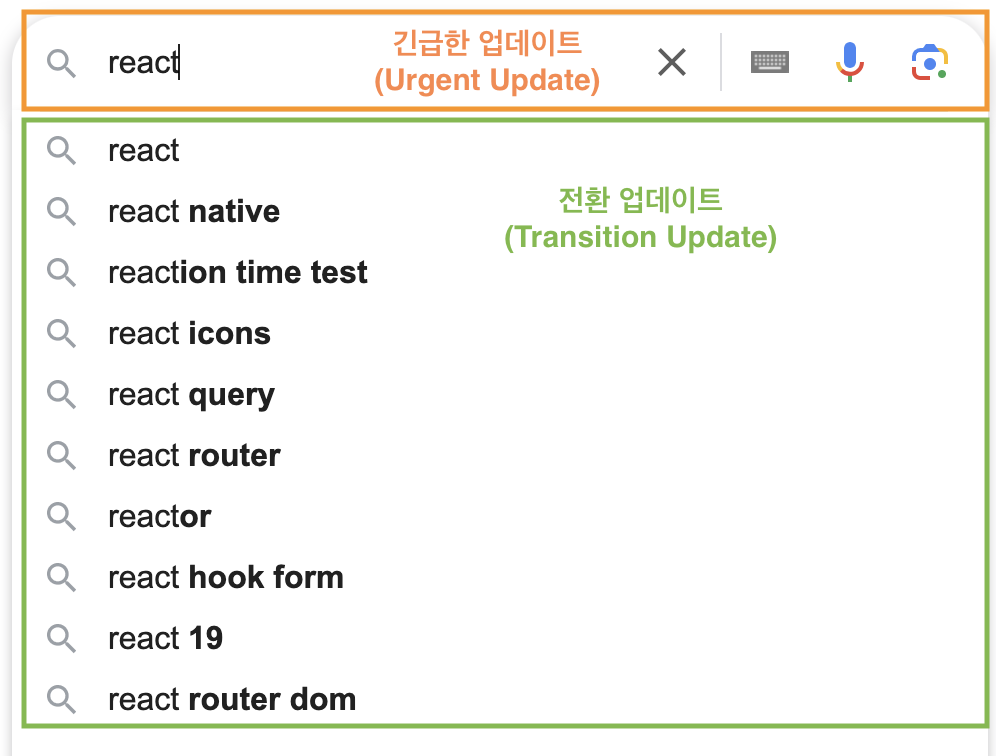 react
긴급한 업데이트
(Urgent Update)
react
react native
전환 업데이트
(Transition Update)
reaction time test
react icons
react query
react router
reactor
react hook form
react 19
react router dom